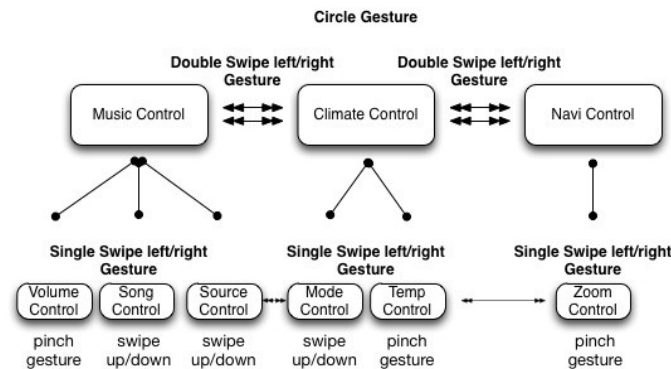 Circle Gesture
Double Swipe left/right
Gesture
Double Swipe left/right
Gesture
Music Control
Climate Control
Navi Control
Single Swipe left/right
Gesture
Single Swipe left/right
Gesture
Single Swipe left/right
Gesture
Volume
Control
Song
Control
Source
Control
Mode
Control
Temp
Control
Zoom
Control
pinch
gesture
swipe
up/down
swipe
up/down
swipe
up/down
pinch
gesture
pinch
gesture